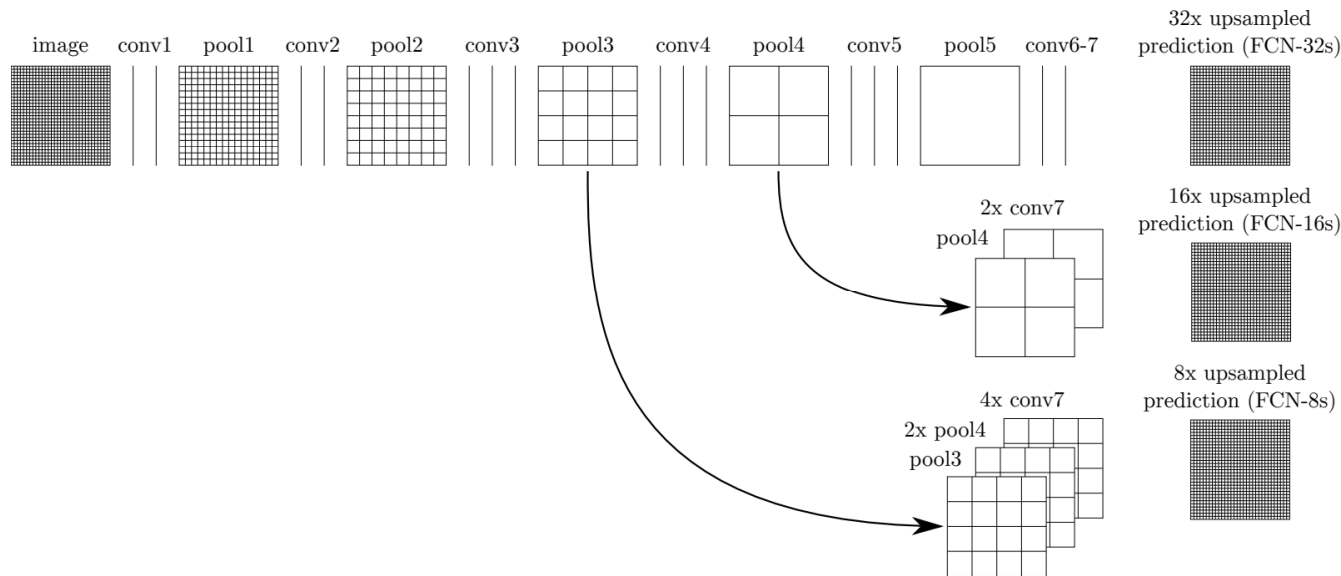 image
conv1
pool1
conv2
pool2
conv3
pool3
conv4
pool4
conv5
pool5
conv6-7
32x upsampled
prediction (FCN-32s)
2x conv7
pool4
16x upsampled
prediction (FCN-16s)
4x conv7
2x pool4
pool3
8x upsampled
prediction (FCN-8s)